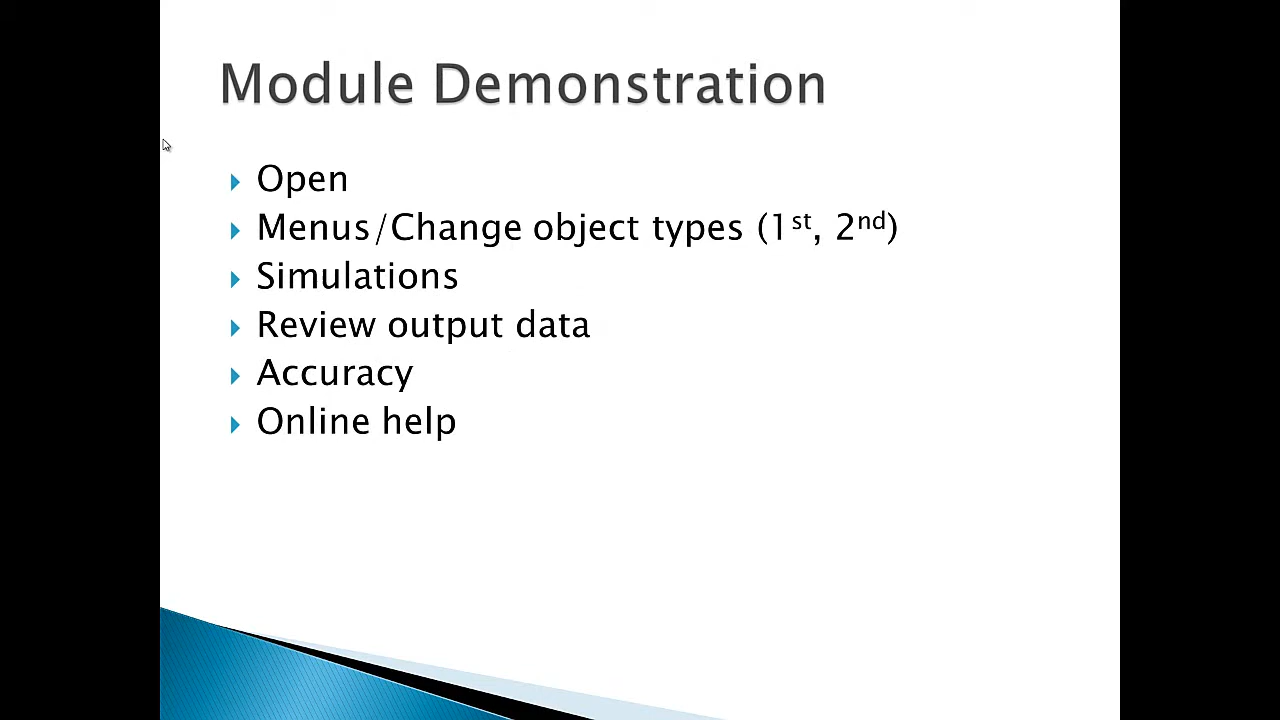 Module Demonstration
Open
Menus/Change object types (1st, 2nd)
Simulations
Review output data
Accuracy
Online help